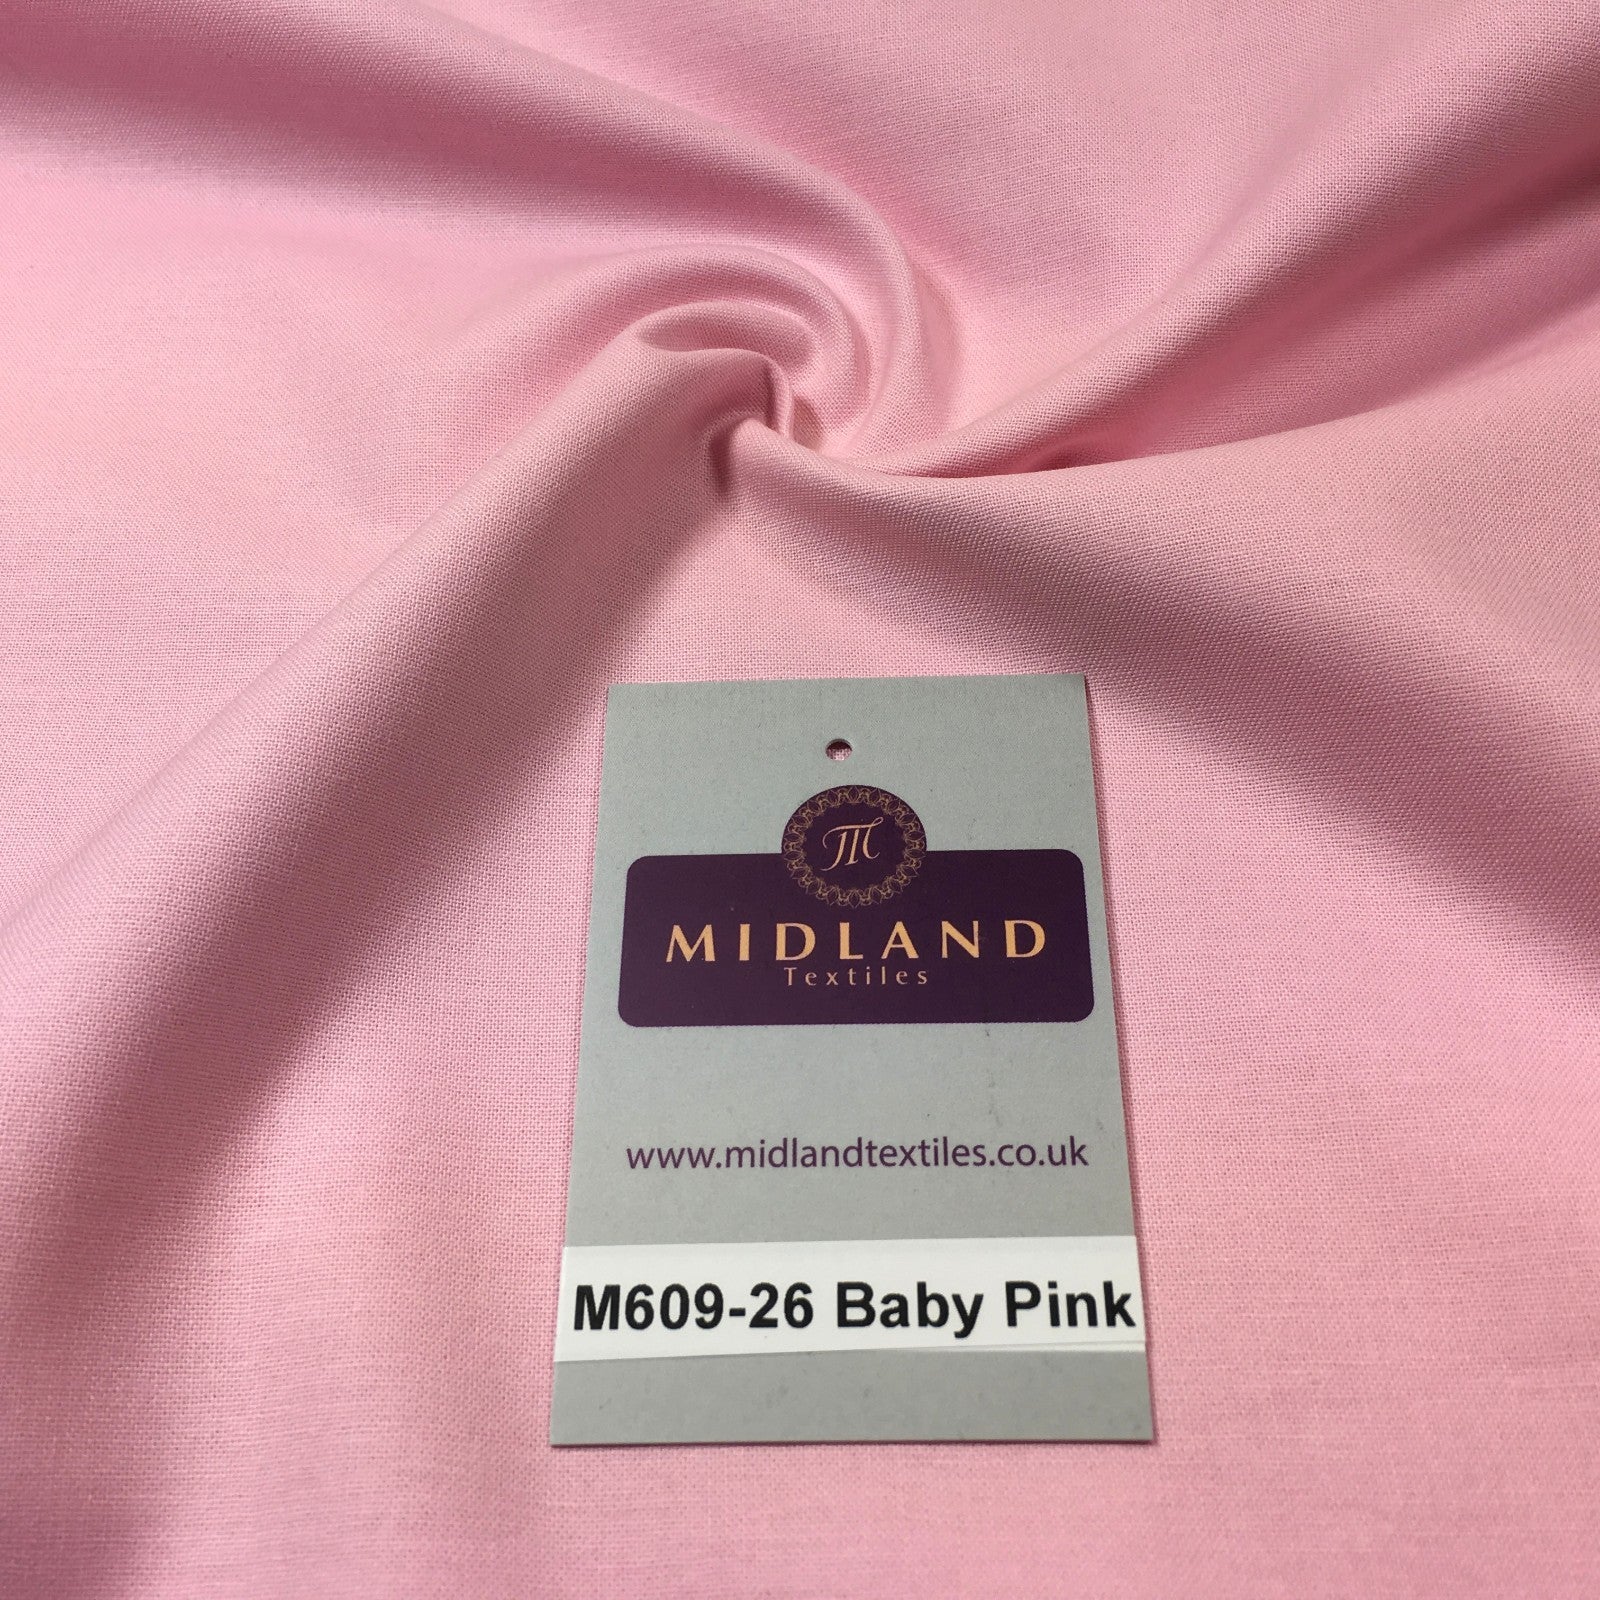 M
MIDLAND
Textiles
www.midlandtextiles.co.uk
M609-26 Baby Pink